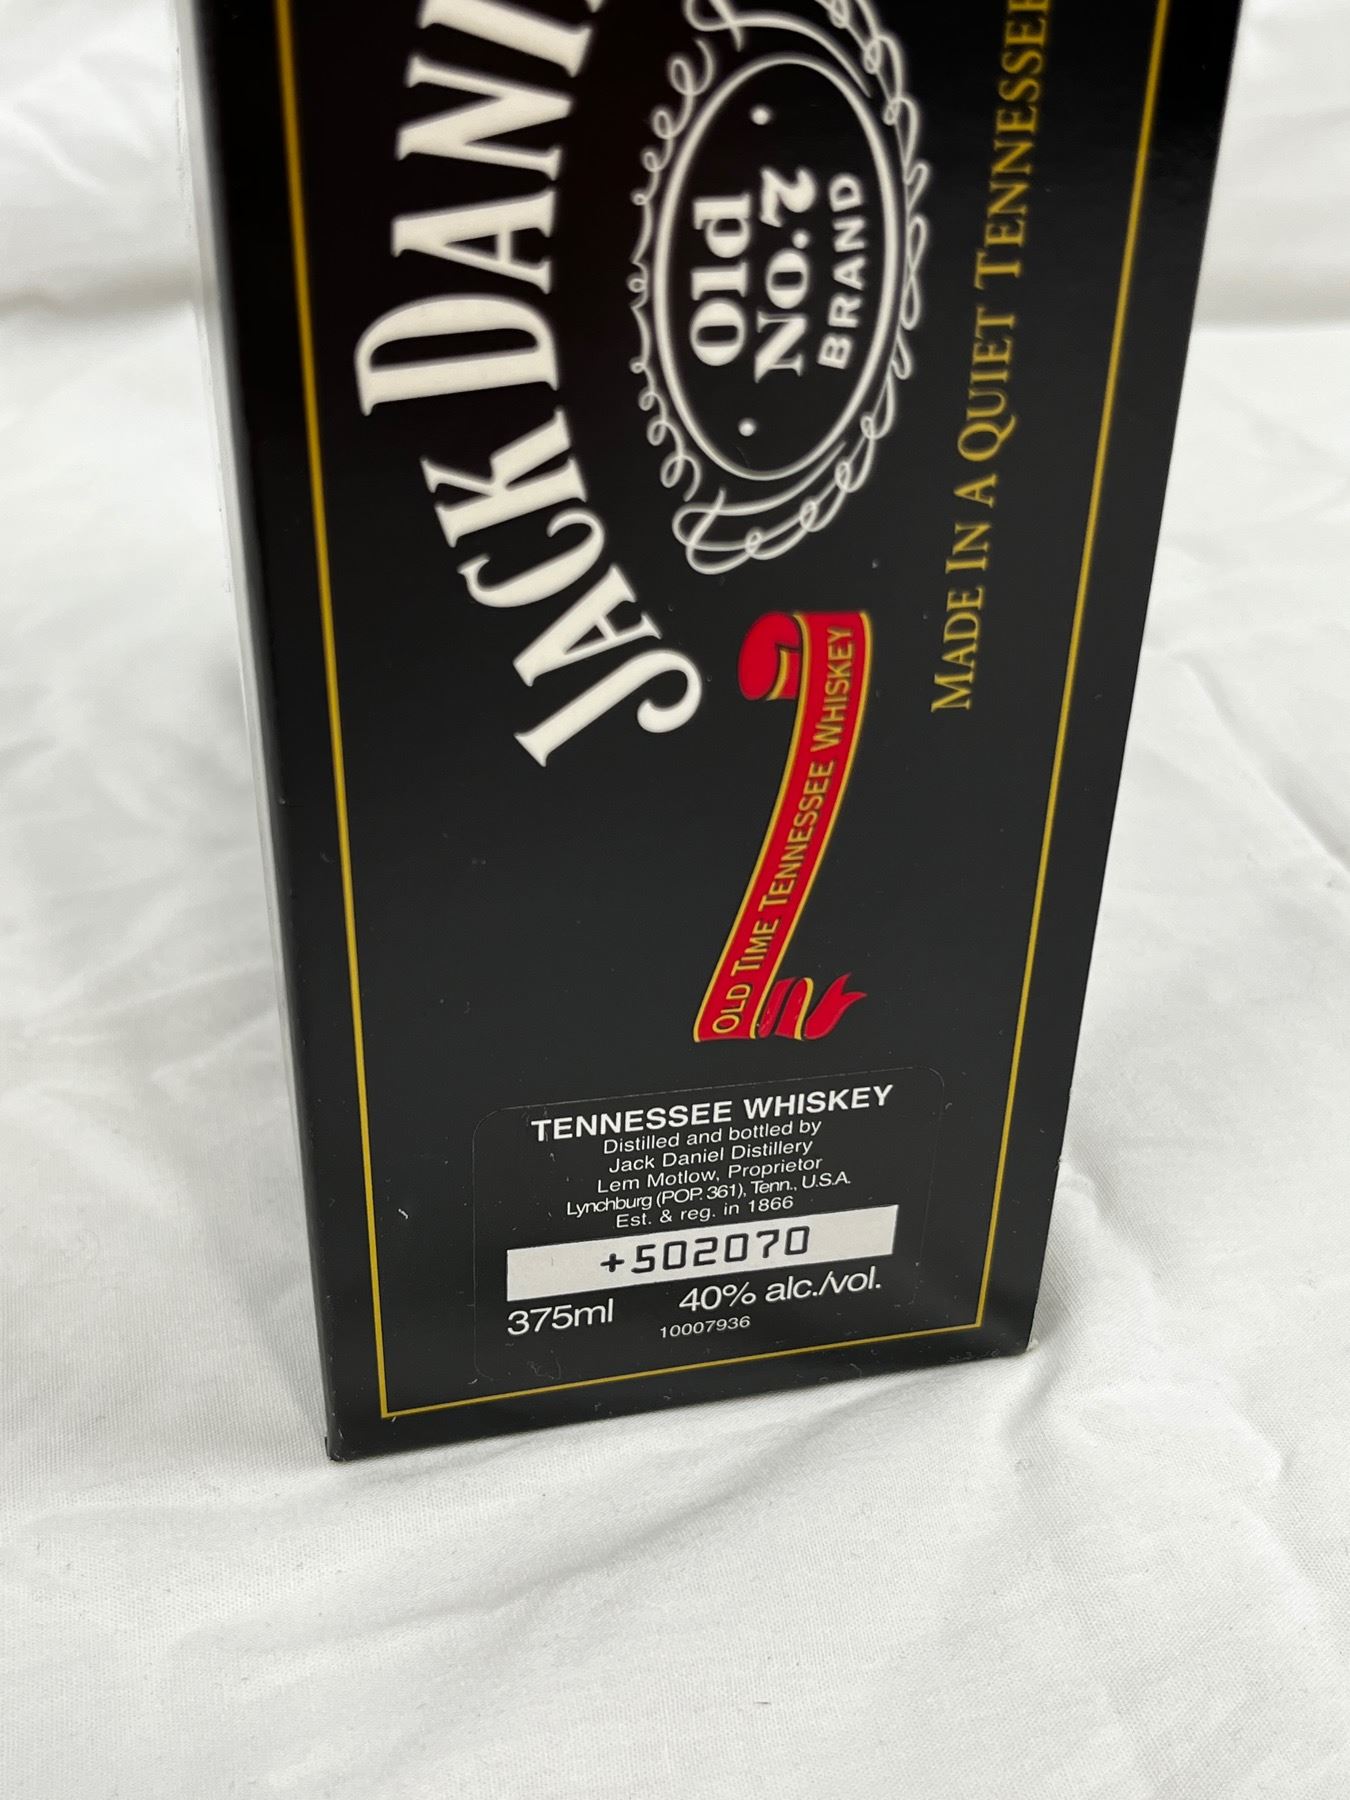 JACK DANI
Old
No.7
BRAND
MADE IN A QUIET TENNESSEE
OLD TIME TENNESSEE WHISKEY
TENNESSEE WHISKEY
Distilled and bottled by
Jack Daniel Distillery
Lem Motlow, Proprietor
Lynchburg (POP. 361), Tenn., U.S.A.
Est. & reg. in 1866
+502070
375ml 40% alc./vol.
10007936